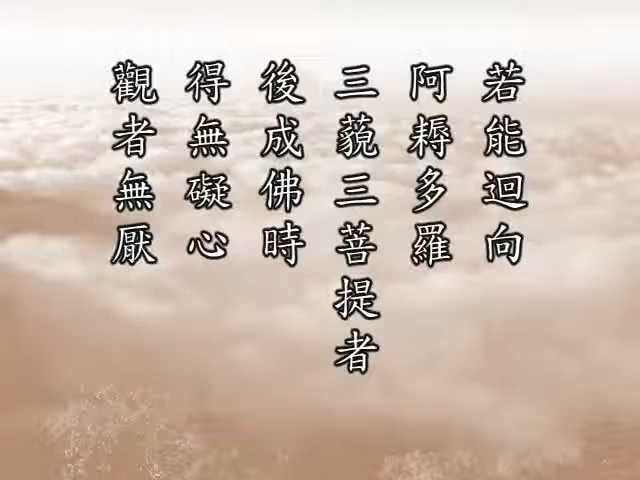 若能迴向
阿耨多羅
三藐三菩提者
後成佛時
得無礙心
觀者無厭